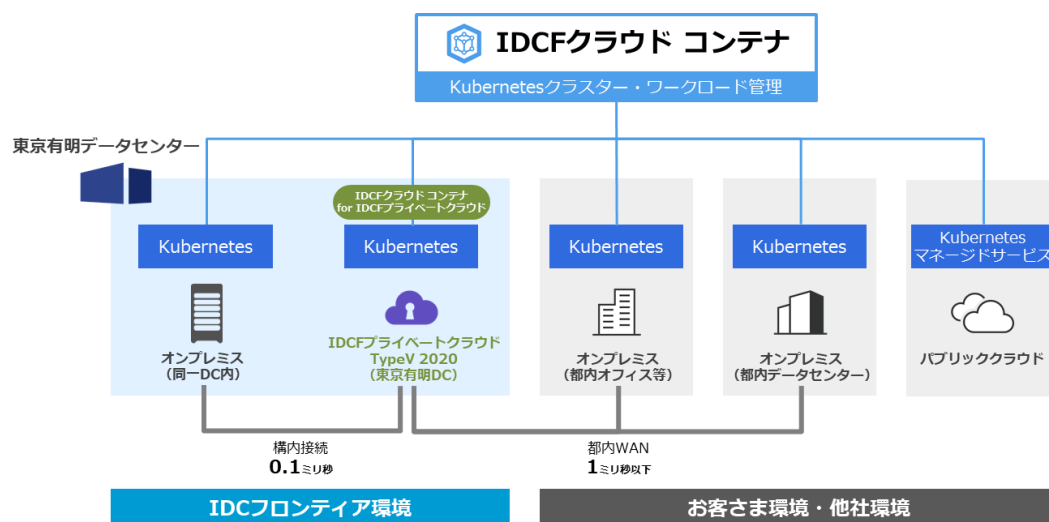 IDCFクラウド コンテナ
Kubernetesクラスター・ワークロード管理
東京有明データセンター
IDCFクラウド コンテナ
for IDCFプライベートクラウド
Kubernetes
Kubernetes
Kubernetes
Kubernetes
Kubernetes
マネージドサービス
オンプレミス
(同一DC内)
IDCFプライベートクラウド
TypeV 2020
(東京有明DC)
オンプレミス
(都内オフィス等)
オンプレミス
(都内データセンター)
パブリッククラウド
構内接続
0.1ミリ秒
都内WAN
1ミリ秒以下
IDCフロンティア環境
お客さま環境・他社環境